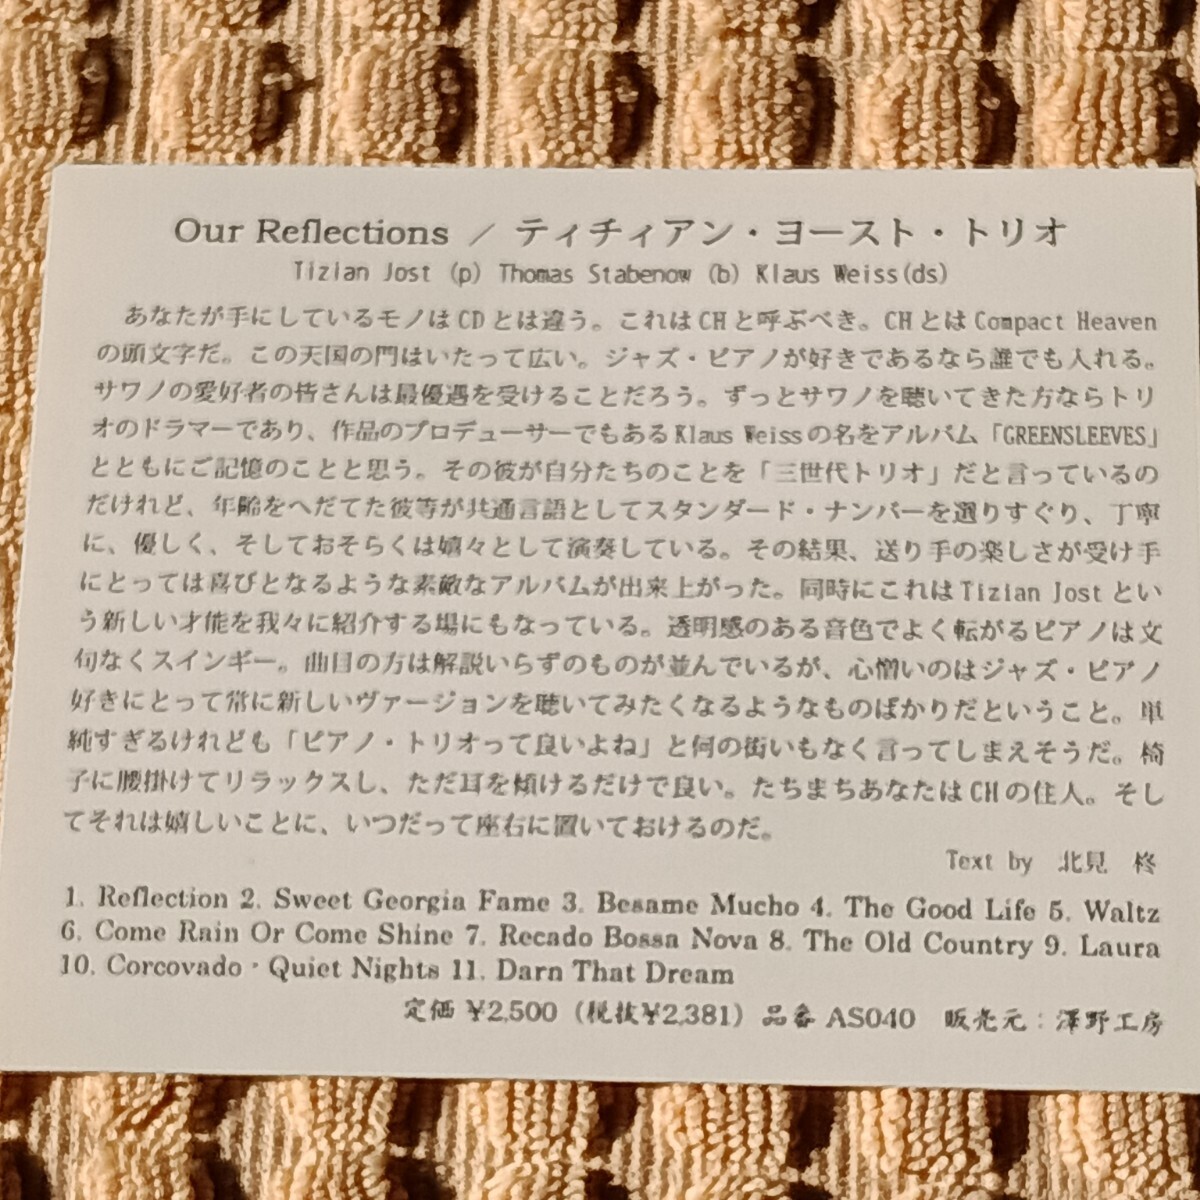 Our Reflections / ティチィアン・ヨースト・トリオ
Tizian Jost (p) Thomas Stabenow (b) Klaus Weiss(ds)
あなたが手にしているモノはCDとは違う。これはCHと呼ぶべき。CHとはCompact Heaven
の頭文字だ。この天国の門はいたって広い。ジャズ・ピアノが好きであるなら誰でも入れる。
サワノの愛好者の皆さんは最優遇を受けることだろう。ずっとサワノを聴いてきた方ならトリ
オのドラマーであり、作品のプロデューサーでもあるKlaus Weissの名をアルバム「GREENSLEEVES」
とともにご記憶のことと思う。その彼が自分たちのことを「三世代トリオ」だと言っているの
だけれど、年齢をへだてた彼等が共通言語としてスタンダード・ナンバーを選りすぐり、丁寧
に、優しく、そしておそらくは嬉々として演奏している。その結果、送り手の楽しさが受け手
にとっては喜びとなるような素敵なアルバムが出来上がった。同時にこれはTizian Jostとい
う新しい才能を我々に紹介する場にもなっている。透明感のある音色でよく転がるピアノは文
句なくスインギー。曲目の方は解説いらずのものが並んでいるが、心憎いのはジャズ・ピアノ
好きにとって常に新しいヴァージョンを聴いてみたくなるようなものばかりだということ。単
純すぎるけれども「ピアノ・トリオって良いよね」と何の衒いもなく言ってしまえそうだ。椅
子に腰掛けてリラックスし、ただ耳を傾けるだけで良い。たちまちあなたはCHの住人。そし
てそれは嬉しいことに、いつだって座右に置いておけるのだ。
Text by 北見 柊
1. Reflection 2. Sweet Georgia Fame 3. Besame Mucho 4. The Good Life 5. Waltz
6. Come Rain Or Come Shine 7. Recado Bossa Nova 8. The Old Country 9. Laura
10. Corcovado・Quiet Nights 11. Darn That Dream
定価 ¥2,500 (税抜¥2,381) 品番 AS040 販売元：澤野工房